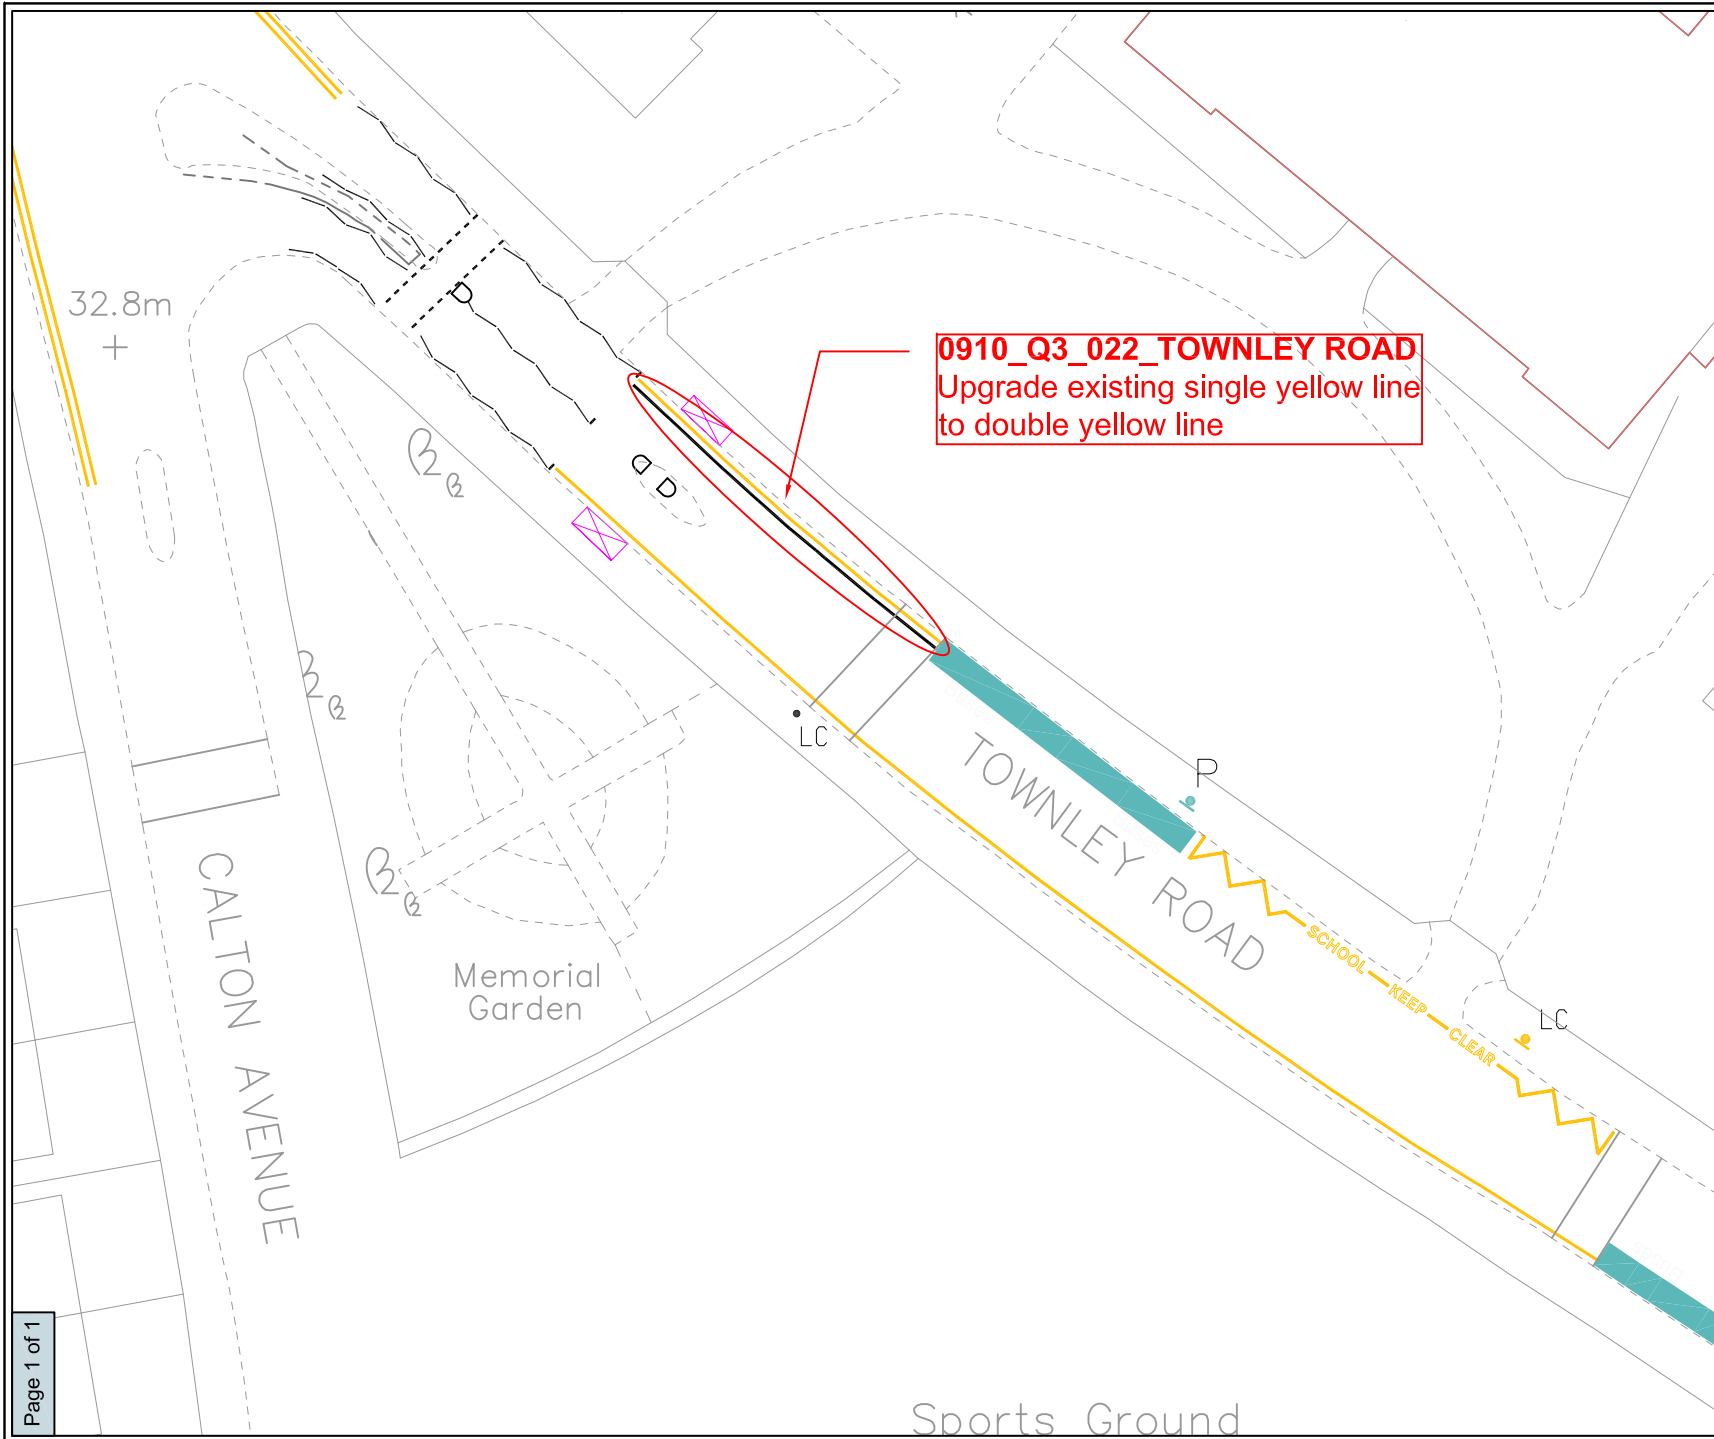 32.8m
D
0910_Q3_022_TOWNLEY ROAD
Upgrade existing single yellow line
to double yellow line
D
D
LC
TOWNLEY ROAD
P
CALTON AVENUE
Memorial
Garden
SCHOOL KEEP CLEAR
LC
Page 1 of 1
Sports Ground